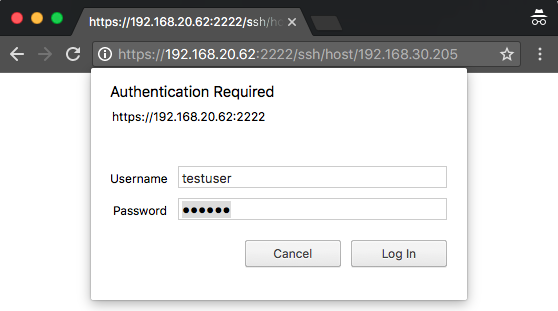 https://192.168.20.62:2222/ssh/ho
https://192.168.20.62:2222/ssh/host/192.168.30.205
Authentication Required
https://192.168.20.62:2222
Username testuser
Password ●●●●●●
Cancel Log In